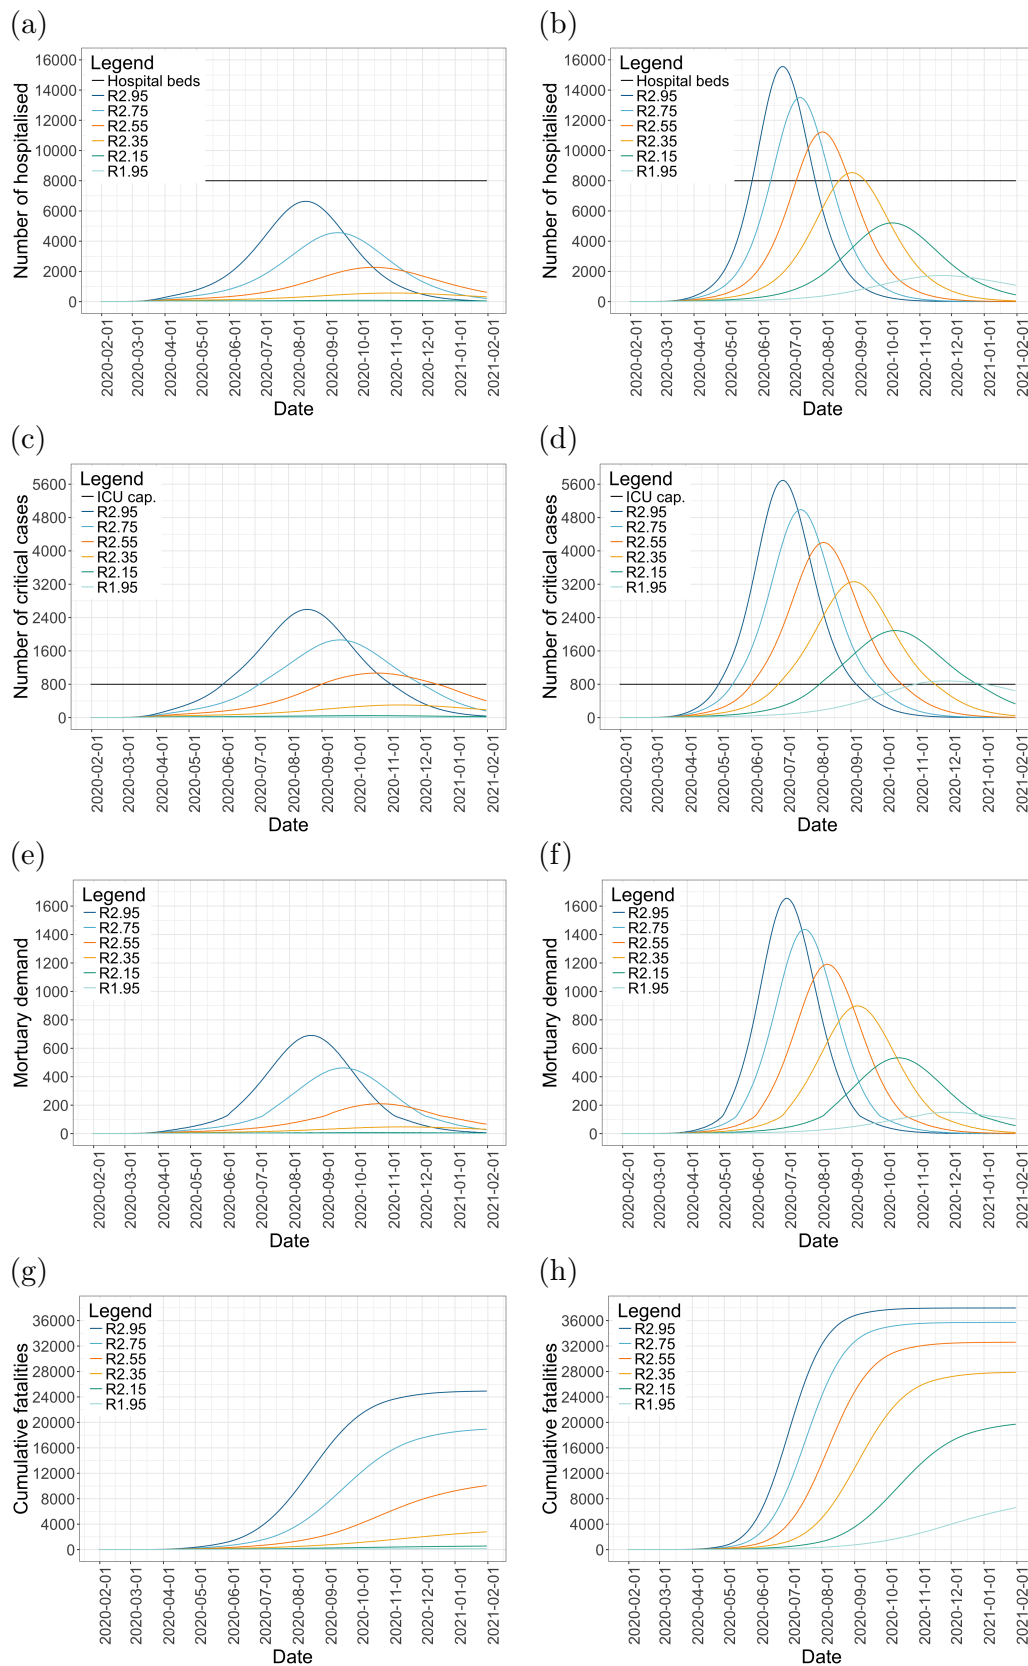 (a)
Number of hospitalised
16000
14000
12000
10000
8000
6000
4000
2000
0
Legend
Hospital beds
R2.95
R2.75
R2.55
R2.35
R2.15
R1.95
2020-02-01
2020-03-01
2020-04-01
2020-05-01
2020-06-01
2020-07-01
2020-08-01
2020-09-01
2020-10-01
2020-11-01
2020-12-01
2021-01-01
2021-02-01
Date
(b)
Number of hospitalised
16000
14000
12000
10000
8000
6000
4000
2000
0
Legend
Hospital beds
R2.95
R2.75
R2.55
R2.35
R2.15
R1.95
2020-02-01
2020-03-01
2020-04-01
2020-05-01
2020-06-01
2020-07-01
2020-08-01
2020-09-01
2020-10-01
2020-11-01
2020-12-01
2021-01-01
2021-02-01
Date
(c)
Number of critical cases
5600
4800
4000
3200
2400
1600
800
0
Legend
ICU cap.
R2.95
R2.75
R2.55
R2.35
R2.15
R1.95
2020-02-01
2020-03-01
2020-04-01
2020-05-01
2020-06-01
2020-07-01
2020-08-01
2020-09-01
2020-10-01
2020-11-01
2020-12-01
2021-01-01
2021-02-01
Date
(d)
Number of critical cases
5600
4800
4000
3200
2400
1600
800
0
Legend
ICU cap.
R2.95
R2.75
R2.55
R2.35
R2.15
R1.95
2020-02-01
2020-03-01
2020-04-01
2020-05-01
2020-06-01
2020-07-01
2020-08-01
2020-09-01
2020-10-01
2020-11-01
2020-12-01
2021-01-01
2021-02-01
Date
(e)
Mortuary demand
1600
1400
1200
1000
800
600
400
200
0
Legend
R2.95
R2.75
R2.55
R2.35
R2.15
R1.95
2020-02-01
2020-03-01
2020-04-01
2020-05-01
2020-06-01
2020-07-01
2020-08-01
2020-09-01
2020-10-01
2020-11-01
2020-12-01
2021-01-01
2021-02-01
Date
(f)
Mortuary demand
1600
1400
1200
1000
800
600
400
200
0
Legend
R2.95
R2.75
R2.55
R2.35
R2.15
R1.95
2020-02-01
2020-03-01
2020-04-01
2020-05-01
2020-06-01
2020-07-01
2020-08-01
2020-09-01
2020-10-01
2020-11-01
2020-12-01
2021-01-01
2021-02-01
Date
(g)
Cumulative fatalities
36000
32000
28000
24000
20000
16000
12000
8000
4000
0
Legend
R2.95
R2.75
R2.55
R2.35
R2.15
R1.95
2020-02-01
2020-03-01
2020-04-01
2020-05-01
2020-06-01
2020-07-01
2020-08-01
2020-09-01
2020-10-01
2020-11-01
2020-12-01
2021-01-01
2021-02-01
Date
(h)
Cumulative fatalities
36000
32000
28000
24000
20000
16000
12000
8000
4000
0
Legend
R2.95
R2.75
R2.55
R2.35
R2.15
R1.95
2020-02-01
2020-03-01
2020-04-01
2020-05-01
2020-06-01
2020-07-01
2020-08-01
2020-09-01
2020-10-01
2020-11-01
2020-12-01
2021-01-01
2021-02-01
Date